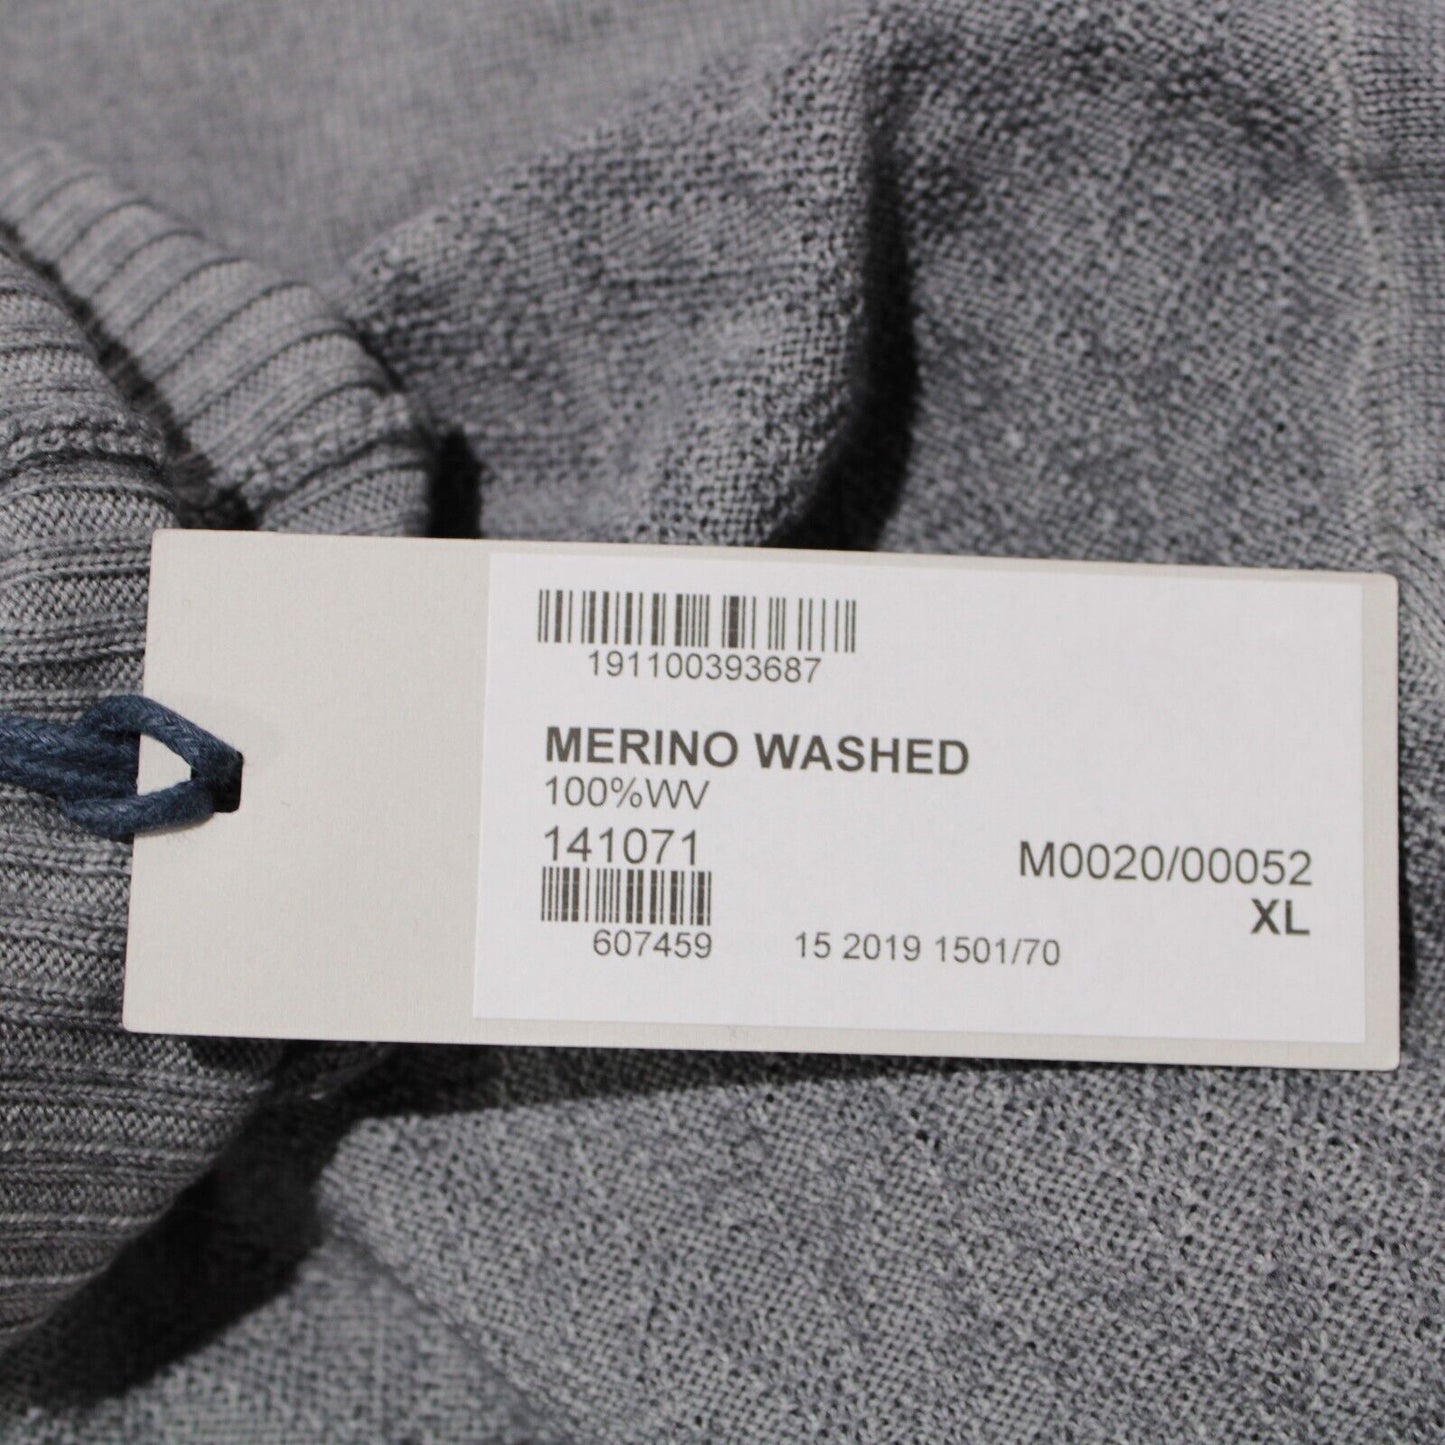 191100393687
MERINO WASHED
100%WV
141071
M0020/00052
XL
607459
15 2019 1501/70